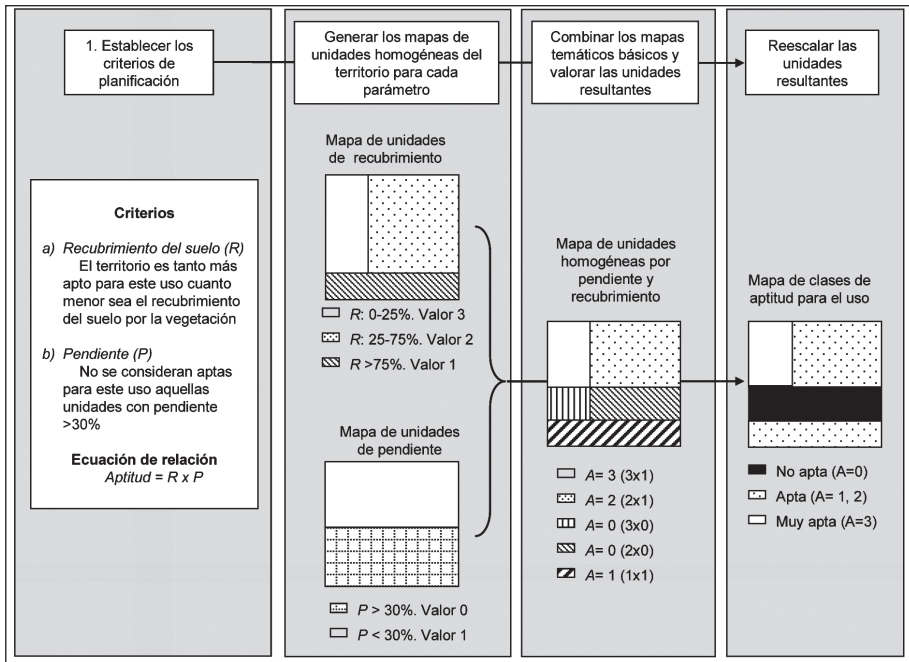 1. Establecer los
criterios de
planificación
Generar los mapas de
unidades homogéneas del
territorio para cada
parámetro
Combinar los mapas
temáticos básicos y
valorar las unidades
resultantes
Reescalar las
unidades
resultantes
Criterios
a) Recubrimiento del suelo (R)
El territorio es tanto más
apto para este uso cuanto
menor sea el recubrimiento
del suelo por la vegetación
b) Pendiente (P)
No se consideran aptas
para este uso aquellas
unidades con pendiente
>30%
Ecuación de relación
Aptitud = R x P
Mapa de unidades
de recubrimiento
R: 0-25%. Valor 3
R: 25-75%. Valor 2
R >75%. Valor 1
Mapa de unidades
de pendiente
P > 30%. Valor 0
P < 30%. Valor 1
Mapa de unidades
homogéneas por
pendiente y
recubrimiento
A= 3 (3x1)
A= 2 (2x1)
A= 0 (3x0)
A= 0 (2x0)
A= 1 (1x1)
Mapa de clases de
aptitud para el uso
No apta (A=0)
Apta (A= 1, 2)
Muy apta (A=3)